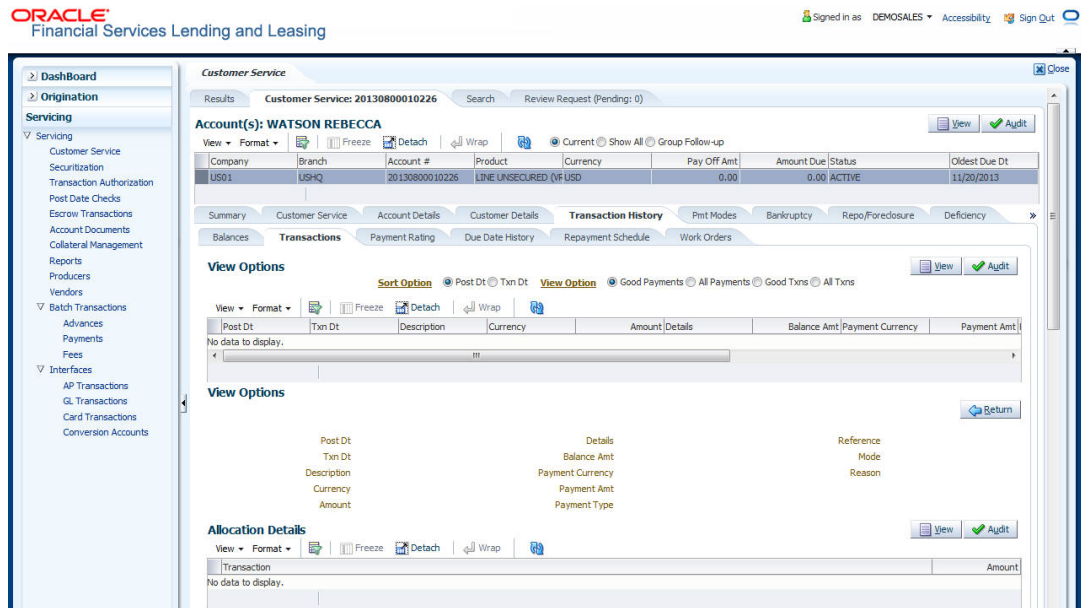 ORACLE
Financial Services Lending and Leasing
Signed in as DEMOSALES Accessibility Sign Out
Close
DashBoard
Origination
Servicing
Servicing
Customer Service
Securitization
Transaction Authorization
Post Date Checks
Escrow Transactions
Account Documents
Collateral Management
Reports
Producers
Vendors
Batch Transactions
Advances
Payments
Fees
Interfaces
AP Transactions
GL Transactions
Card Transactions
Conversion Accounts
Customer Service
Results Customer Service: 20130800010226 Search Review Request (Pending: 0)
Account(s): WATSON REBECCA
View Audit
View Format Freeze Detach Wrap Current Show All Group Follow-up
Company Branch Account # Product Currency Pay Off Amt Amount Due Status Oldest Due Dt
US01 USHQ 20130800010226 LINE UNSECURED (VR USD 0.00 0.00 ACTIVE 11/20/2013
Summary Customer Service Account Details Customer Details Transaction History Pmt Modes Bankruptcy Repo/Foreclosure Deficiency »
Balances Transactions Payment Rating Due Date History Repayment Schedule Work Orders
View Options
View Audit
Sort Option Post Dt Txn Dt View Option Good Payments All Payments Good Txns All Txns
View Format Freeze Detach Wrap
Post Dt Txn Dt Description Currency Amount Details Balance Amt Payment Currency Payment Amt
No data to display.
View Options
Return
Post Dt Details Reference
Txn Dt Balance Amt Mode
Description Payment Currency Reason
Currency Payment Amt
Amount Payment Type
Allocation Details
View Audit
View Format Freeze Detach Wrap
Transaction Amount
No data to display.